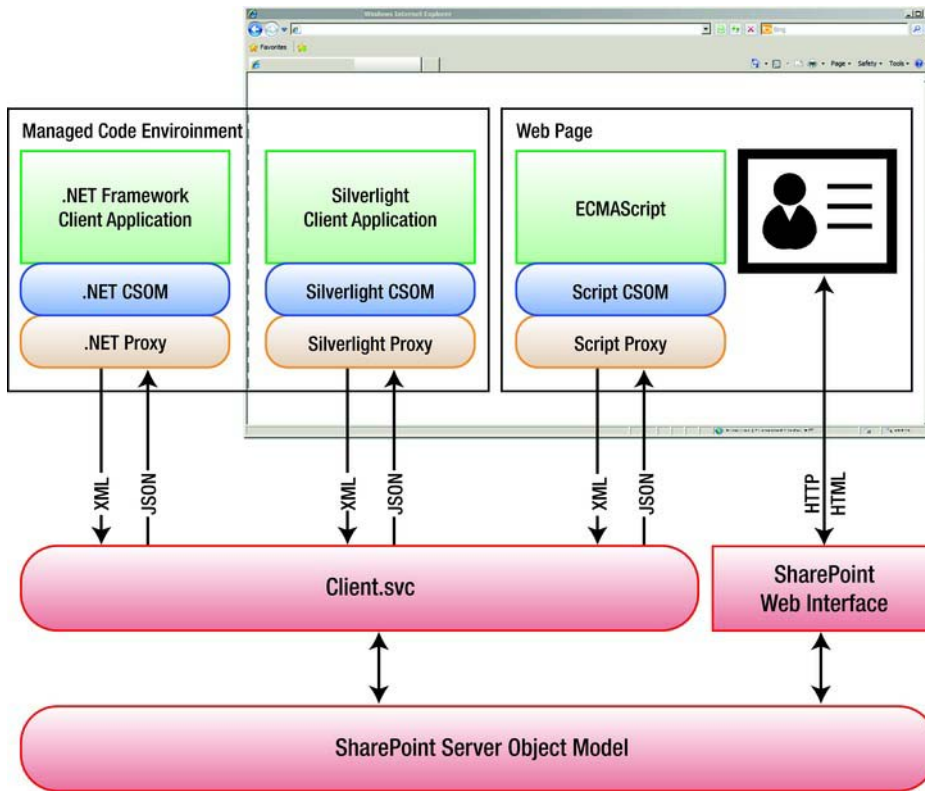 Windows Internet Explorer
Bing
Favorites
Page Safety Tools
Managed Code Enviroinment
Web Page
.NET Framework
Client Application
Silverlight
Client Application
ECMAScript
.NET CSOM
Silverlight CSOM
Script CSOM
.NET Proxy
Silverlight Proxy
Script Proxy
XML
JSON
XML
JSON
XML
JSON
HTTP
HTML
Client.svc
SharePoint
Web Interface
SharePoint Server Object Model